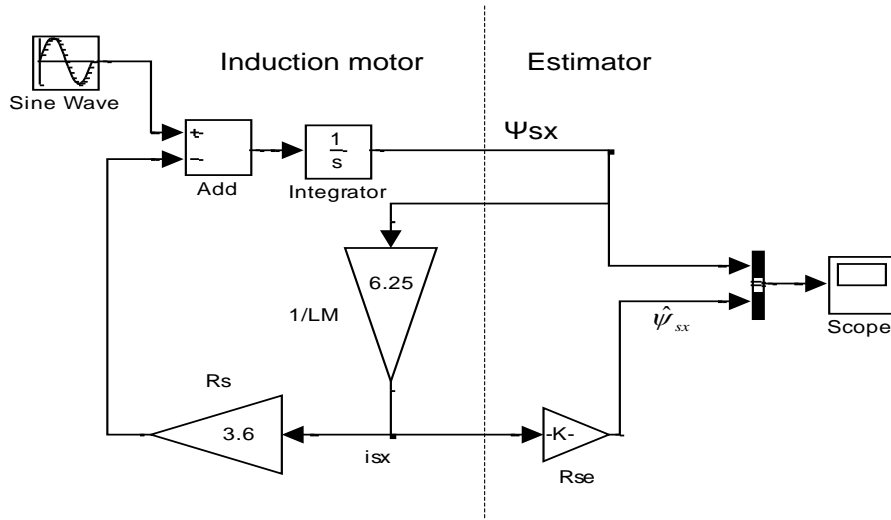 Induction motor
Estimator
Sine Wave
+
−
Add
1
s
Integrator
Ψsx
6.25
1/LM
ψ̂sx
Scope
Rs
3.6
isx
-K-
Rse